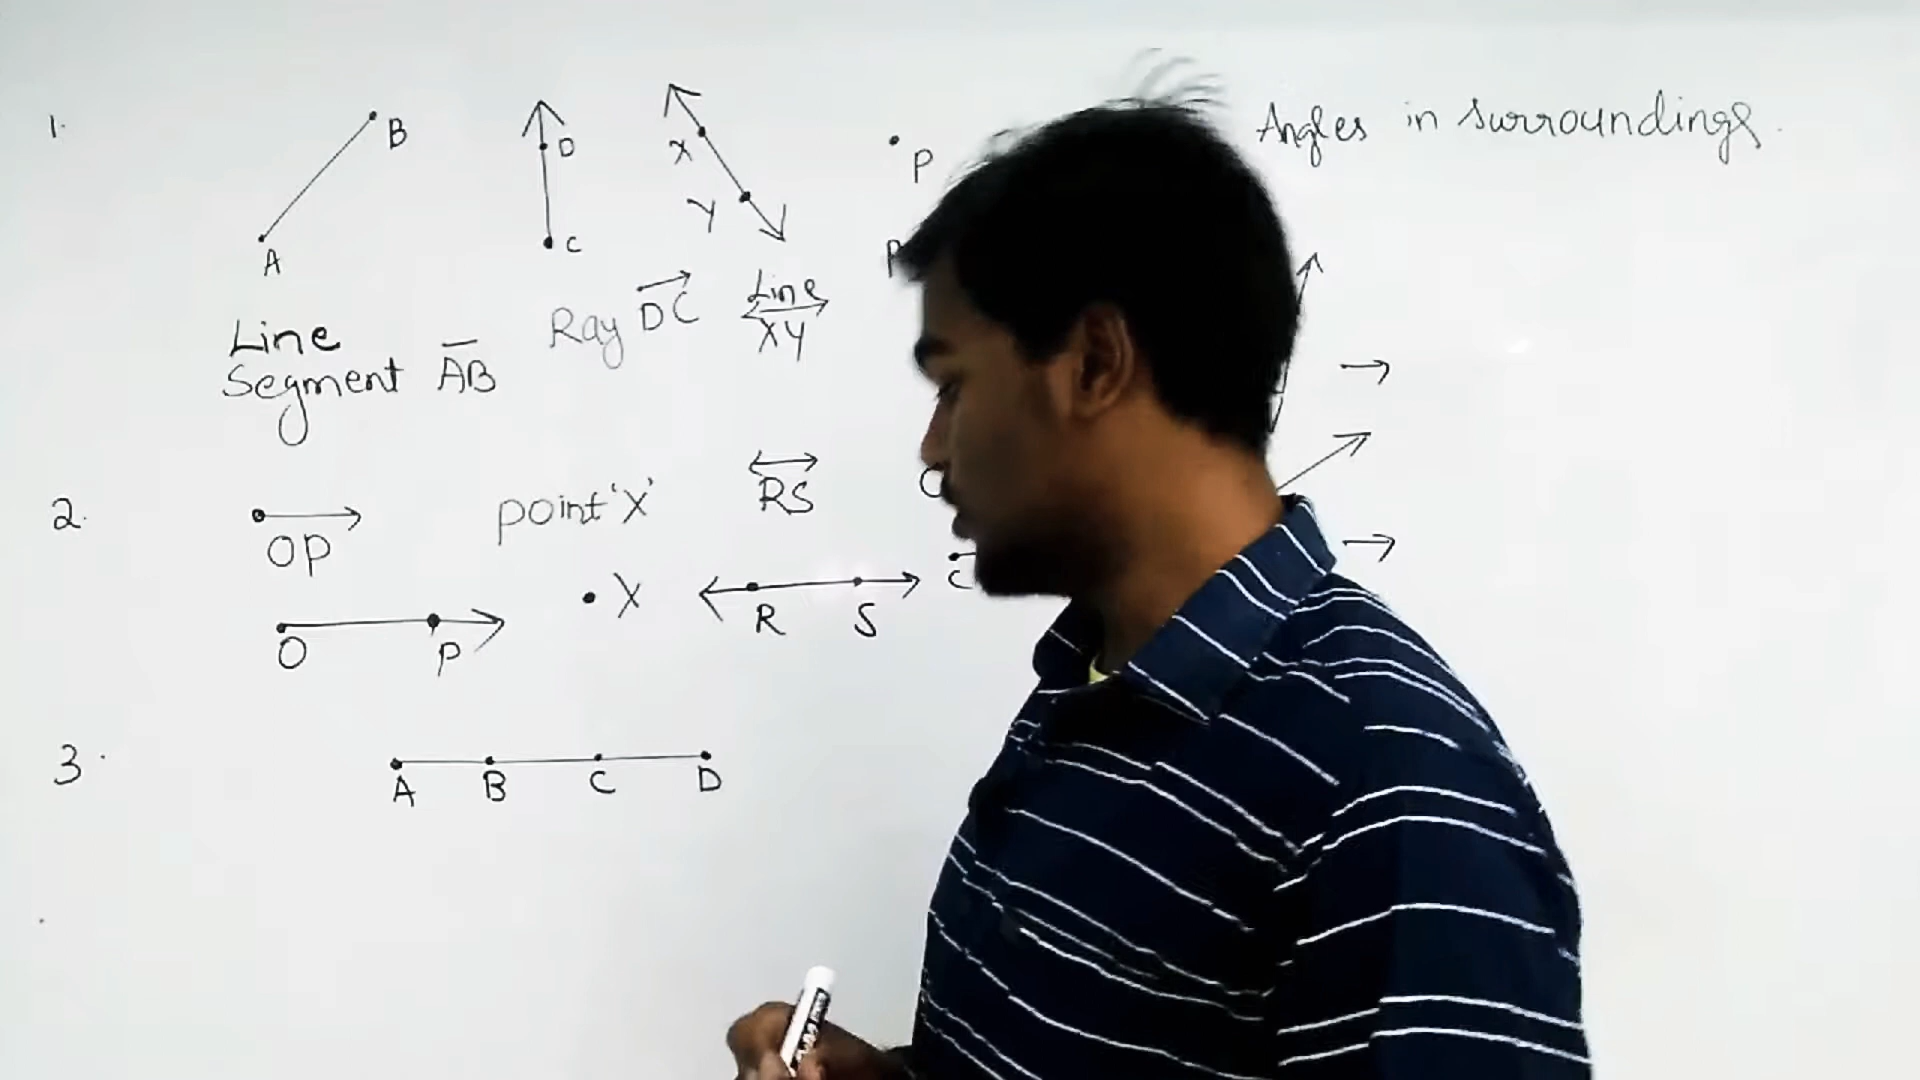 1.
B
A
D
C
X
Y
P
Angles in surroundings.
Line
Segment AB
Ray DC
Line
XY
2.
OP
point 'X'
RS
O
P
X
R
S
C
3.
A B C D